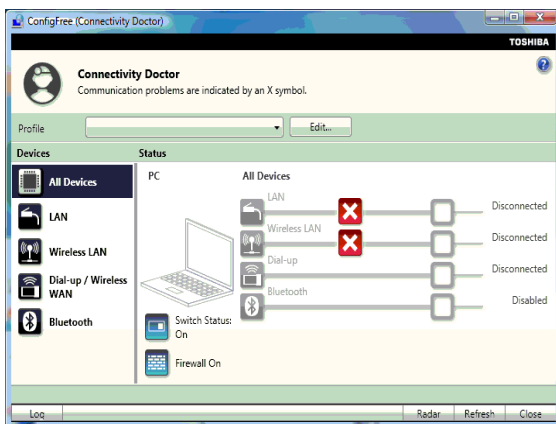 ConfigFree (Connectivity Doctor)
TOSHIBA
Connectivity Doctor
Communication problems are indicated by an X symbol.
Profile
Edit...
Devices
Status
All Devices
LAN
Wireless LAN
Dial-up / Wireless
WAN
Bluetooth
PC
Switch Status:
On
Firewall On
All Devices
LAN
Disconnected
Wireless LAN
Disconnected
Dial-up
Disconnected
Bluetooth
Disabled
Log
Radar
Refresh
Close